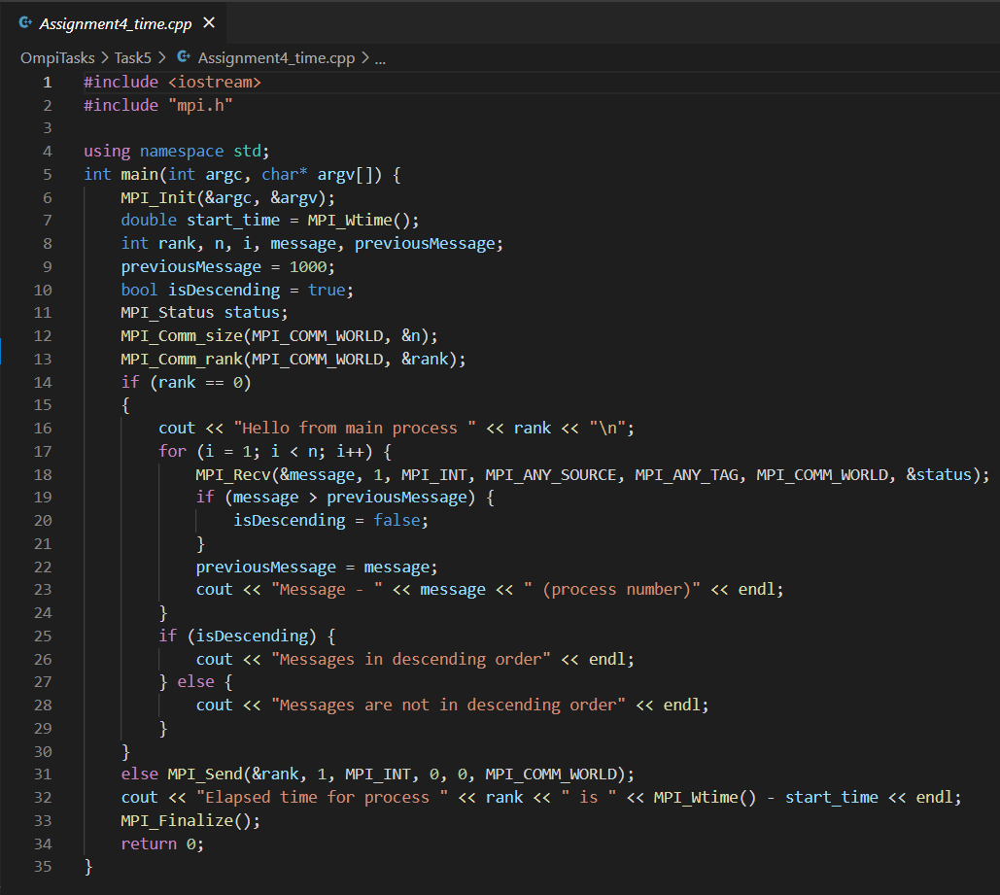 Assignment4_time.cpp ×
OmpiTasks > Task5 > Assignment4_time.cpp > ...
1 #include <iostream>
2 #include "mpi.h"
3
4 using namespace std;
5 int main(int argc, char* argv[]) {
6     MPI_Init(&argc, &argv);
7     double start_time = MPI_Wtime();
8     int rank, n, i, message, previousMessage;
9     previousMessage = 1000;
10     bool isDescending = true;
11     MPI_Status status;
12     MPI_Comm_size(MPI_COMM_WORLD, &n);
13     MPI_Comm_rank(MPI_COMM_WORLD, &rank);
14     if (rank == 0)
15     {
16         cout << "Hello from main process " << rank << "\n";
17         for (i = 1; i < n; i++) {
18             MPI_Recv(&message, 1, MPI_INT, MPI_ANY_SOURCE, MPI_ANY_TAG, MPI_COMM_WORLD, &status);
19             if (message > previousMessage) {
20                 isDescending = false;
21             }
22             previousMessage = message;
23             cout << "Message - " << message << " (process number)" << endl;
24         }
25         if (isDescending) {
26             cout << "Messages in descending order" << endl;
27         } else {
28             cout << "Messages are not in descending order" << endl;
29         }
30     }
31     else MPI_Send(&rank, 1, MPI_INT, 0, 0, MPI_COMM_WORLD);
32     cout << "Elapsed time for process " << rank << " is " << MPI_Wtime() - start_time << endl;
33     MPI_Finalize();
34     return 0;
35 }